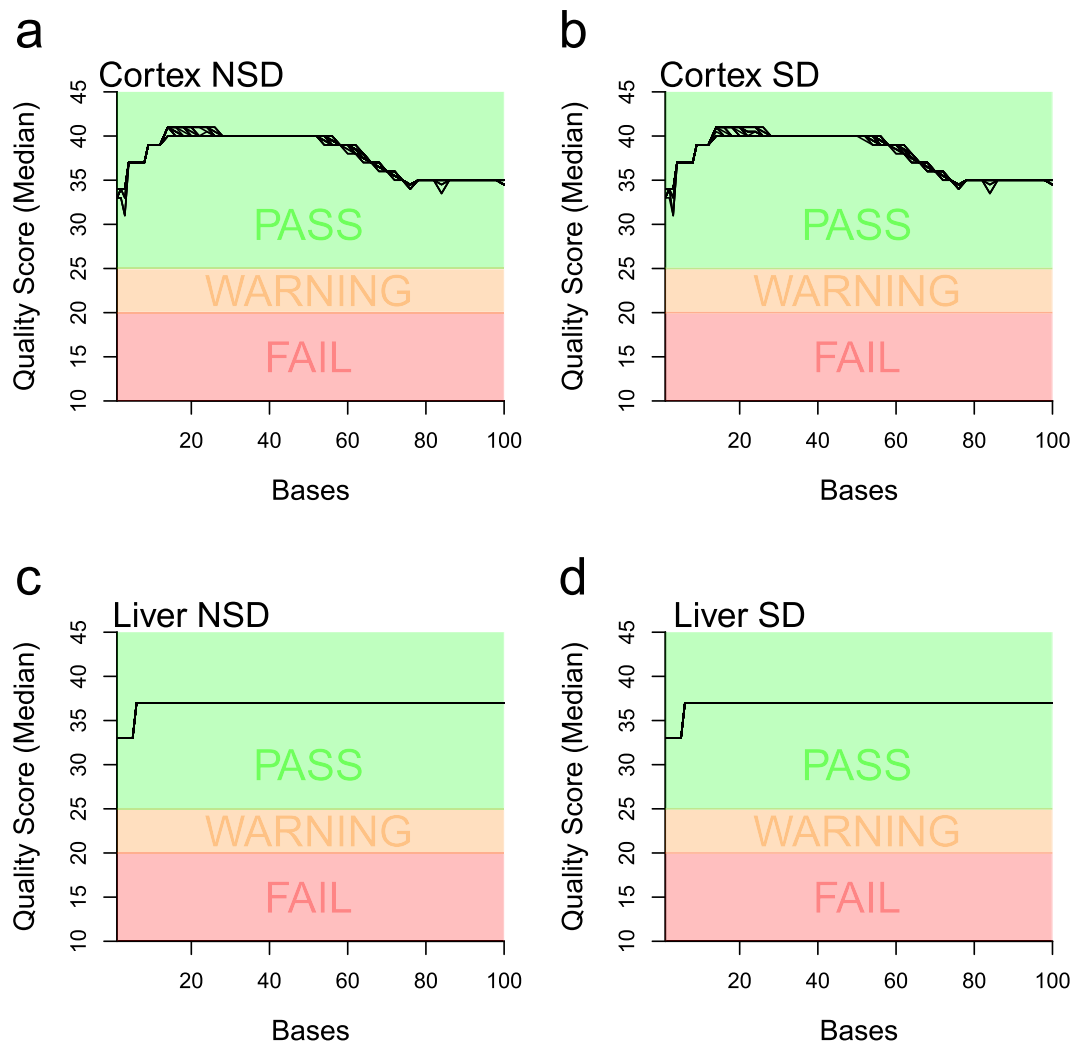 a
Cortex NSD
Quality Score (Median)
45
40
35
30
25
20
15
10
PASS
WARNING
FAIL
20 40 60 80 100
Bases
b
Cortex SD
Quality Score (Median)
45
40
35
30
25
20
15
10
PASS
WARNING
FAIL
20 40 60 80 100
Bases
c
Liver NSD
Quality Score (Median)
45
40
35
30
25
20
15
10
PASS
WARNING
FAIL
20 40 60 80 100
Bases
d
Liver SD
Quality Score (Median)
45
40
35
30
25
20
15
10
PASS
WARNING
FAIL
20 40 60 80 100
Bases